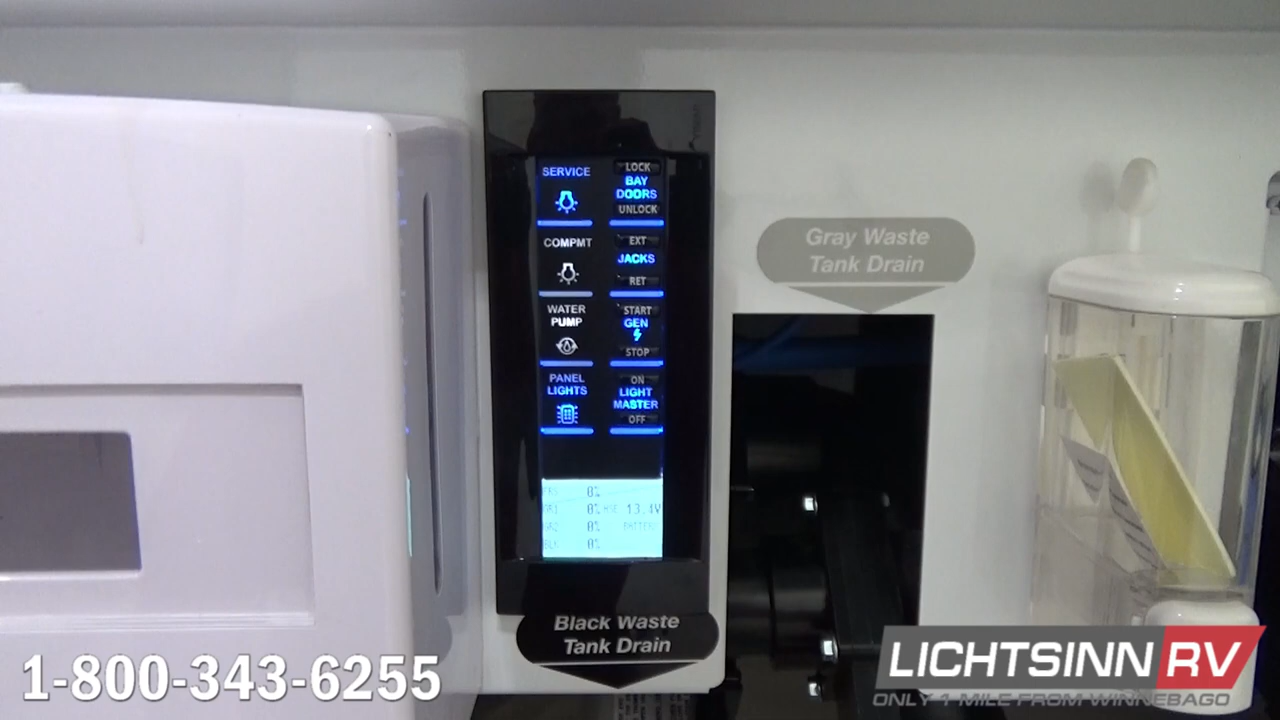 SERVICE
LOCK
BAY
DOORS
UNLOCK
COMPMT
EXT
JACKS
RET
WATER
PUMP
START
GEN
STOP
PANEL
LIGHTS
ON
LIGHT
MASTER
OFF
0%
0% 13.4V
0% BATTERY
BLK 0%
Gray Waste
Tank Drain
Black Waste
Tank Drain
1-800-343-6255
LICHTSINN RV
ONLY 1 MILE FROM WINNEBAGO